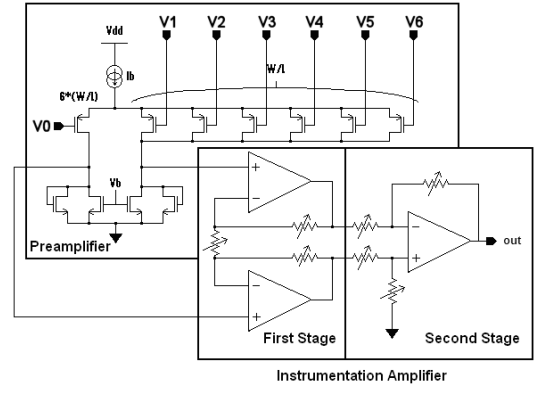 V1 V2 V3 V4 V5 V6
Vdd
Ib
W/l
6*(W/l)
V0
Vb
Preamplifier
+
−
−
+
−
+
out
First Stage
Second Stage
Instrumentation Amplifier